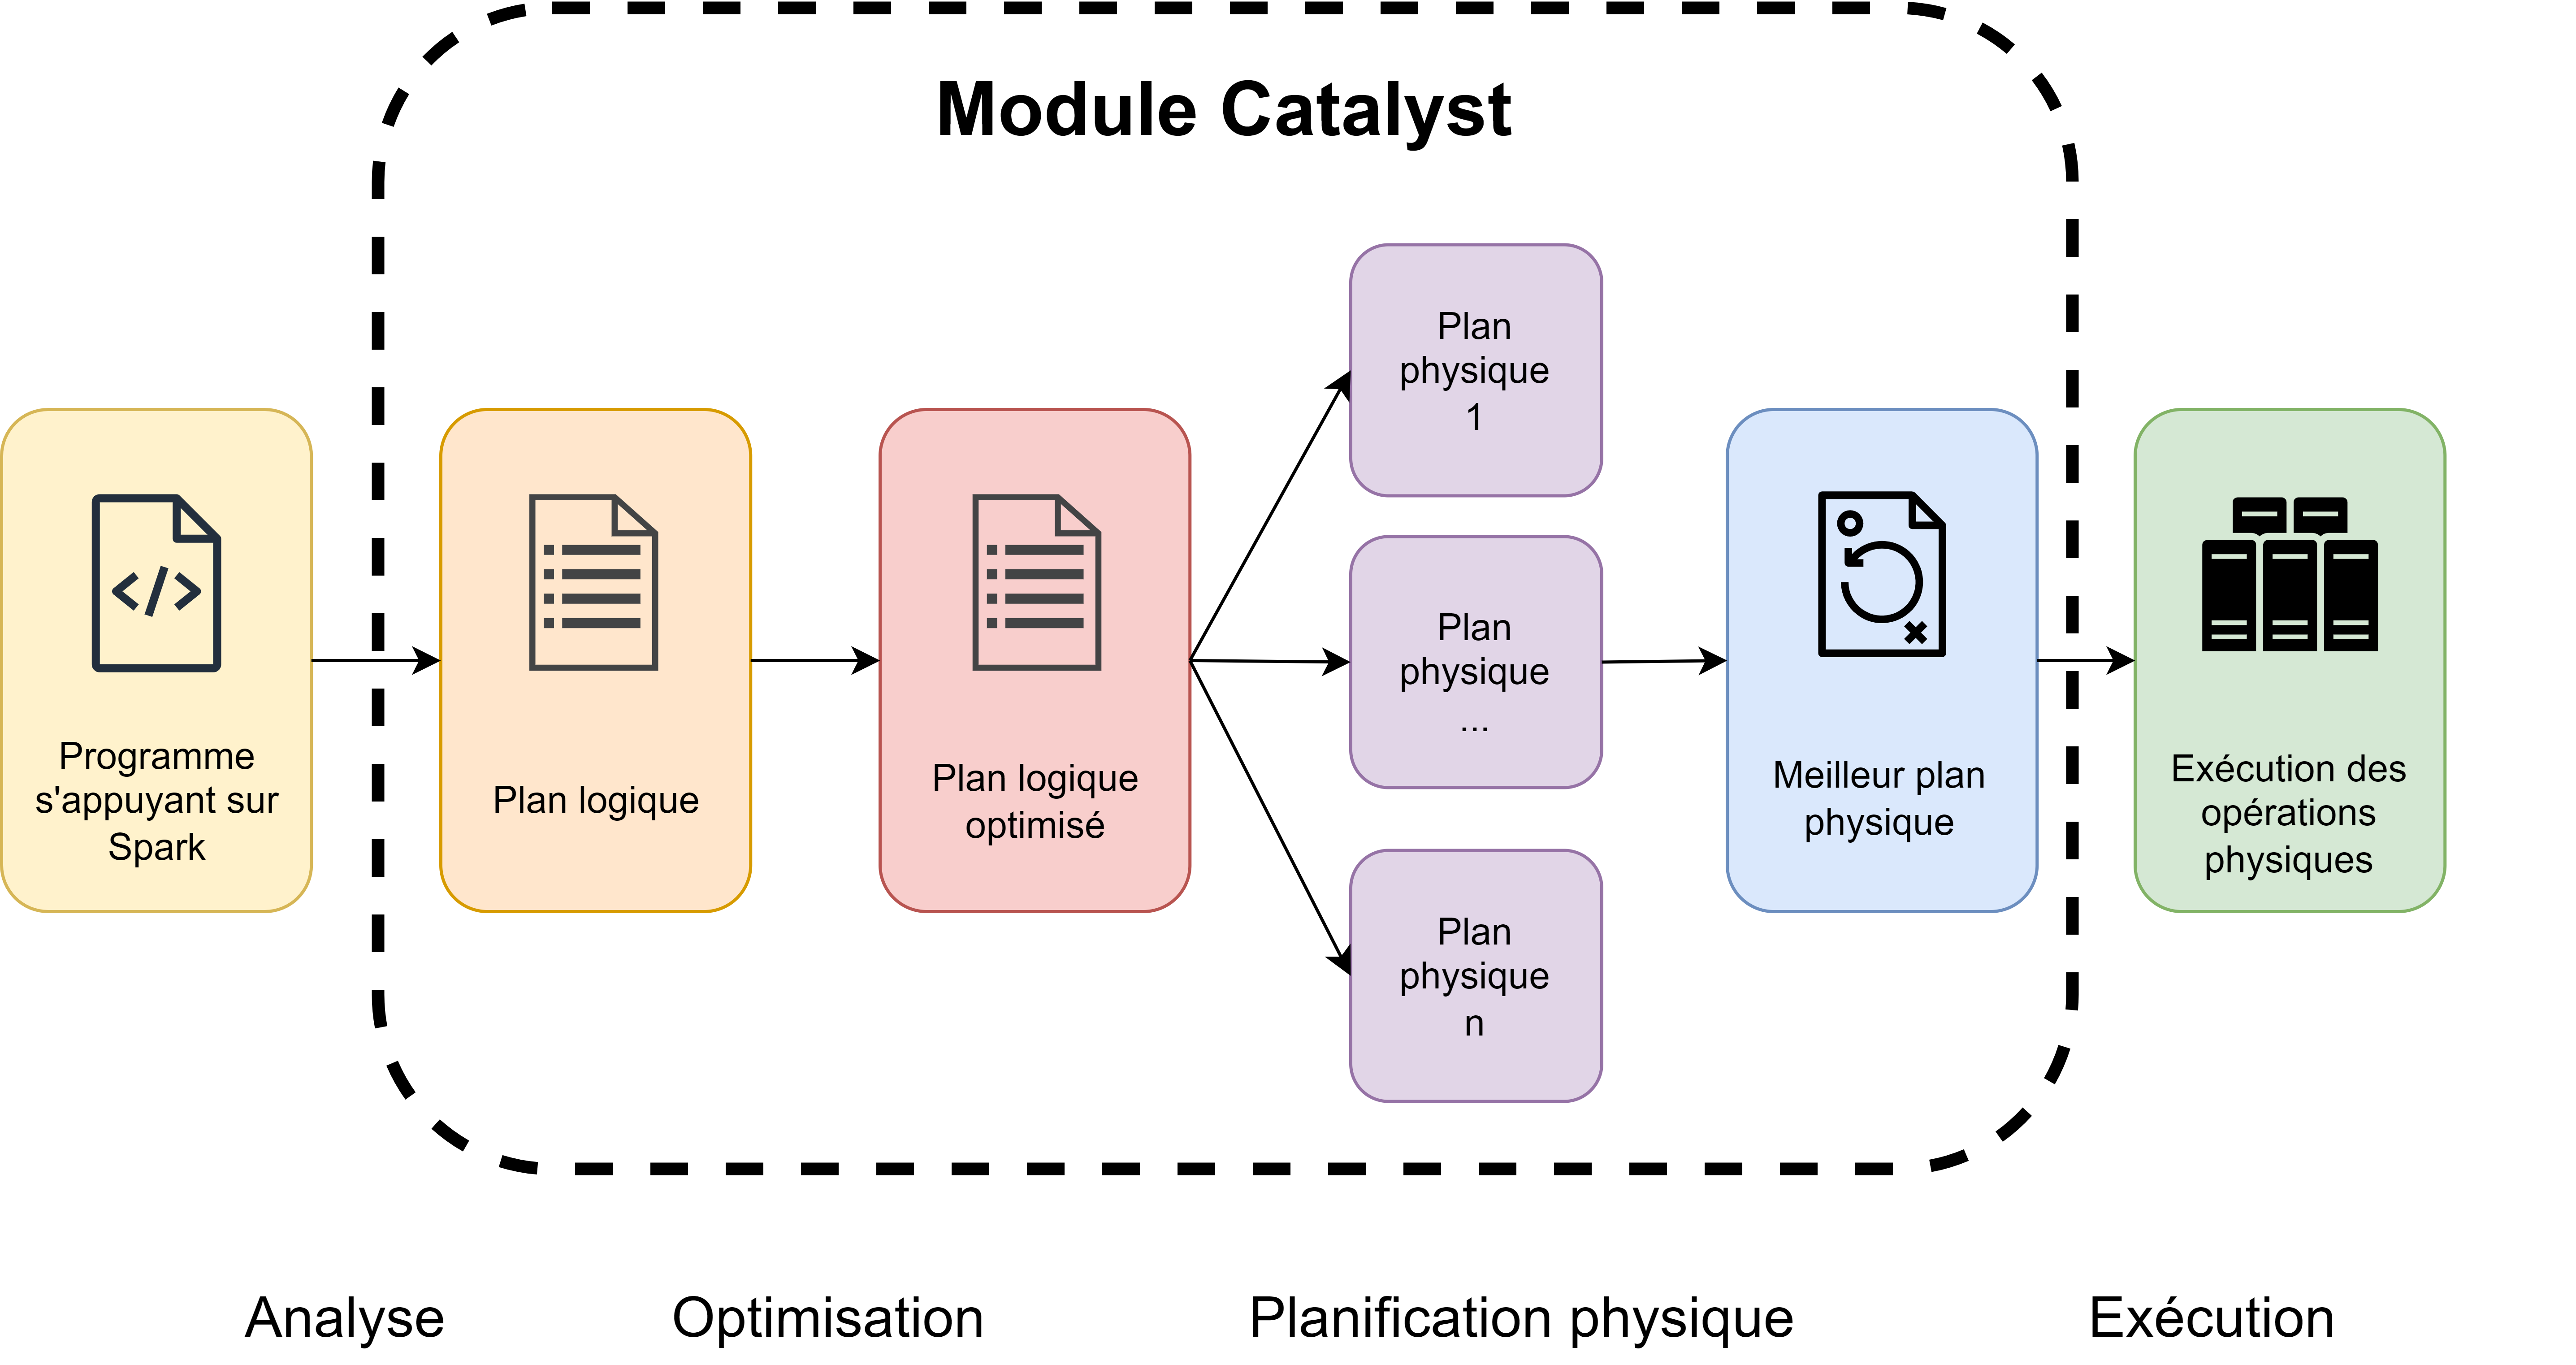 Module Catalyst
Programme
s'appuyant sur
Spark
Plan logique
Plan logique
optimisé
Plan
physique
1
Plan
physique
...
Plan
physique
n
Meilleur plan
physique
Exécution des
opérations
physiques
Analyse
Optimisation
Planification physique
Exécution